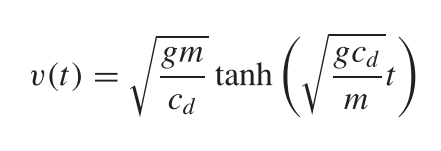 v(t) = √(gm/c_d) tanh (√(gc_d/m) t)